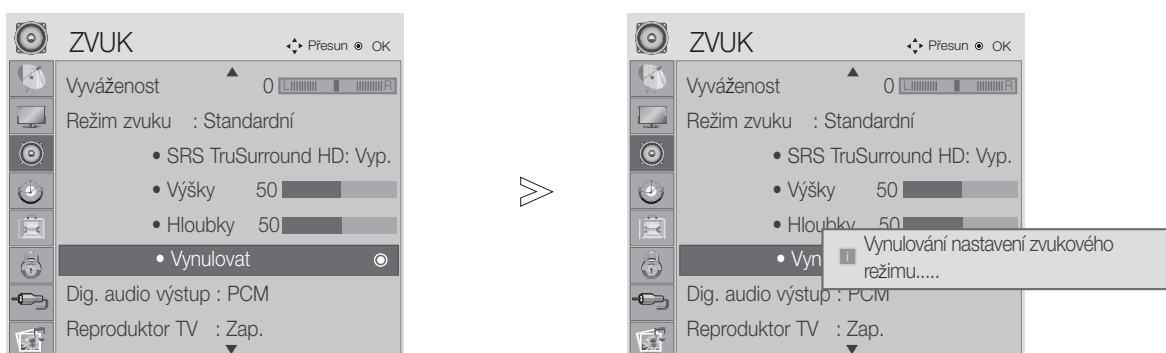 ZVUK Přesun OK
Vyváženost 0 L R
Režim zvuku : Standardní
• SRS TruSurround HD: Vyp.
• Výšky 50
• Hloubky 50
• Vynulovat
Dig. audio výstup : PCM
Reproduktor TV : Zap.
ZVUK Přesun OK
Vyváženost 0 L R
Režim zvuku : Standardní
• SRS TruSurround HD: Vyp.
• Výšky 50
• Hloubky 50
• Vyn
Vynulování nastavení zvukového
režimu.....
Dig. audio výstup : PCM
Reproduktor TV : Zap.